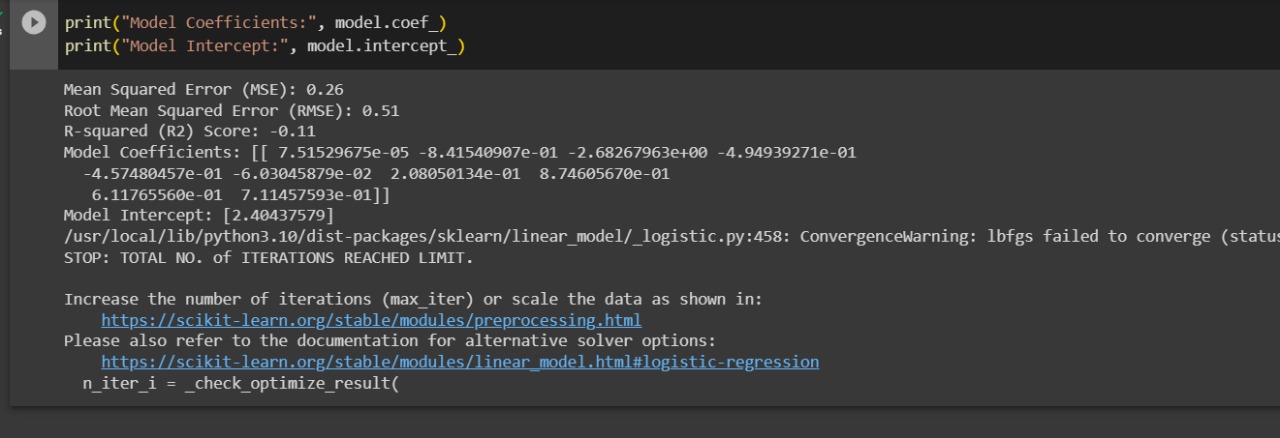 print("Model Coefficients:", model.coef_)
print("Model Intercept:", model.intercept_)
Mean Squared Error (MSE): 0.26
Root Mean Squared Error (RMSE): 0.51
R-squared (R2) Score: -0.11
Model Coefficients: [[ 7.51529675e-05 -8.41540907e-01 -2.68267963e+00 -4.94939271e-01
-4.57480457e-01 -6.03045879e-02 2.08050134e-01 8.74605670e-01
6.11765560e-01 7.11457593e-01]]
Model Intercept: [2.40437579]
/usr/local/lib/python3.10/dist-packages/sklearn/linear_model/_logistic.py:458: ConvergenceWarning: lbfgs failed to converge (status
STOP: TOTAL NO. of ITERATIONS REACHED LIMIT.
Increase the number of iterations (max_iter) or scale the data as shown in:
https://scikit-learn.org/stable/modules/preprocessing.html
Please also refer to the documentation for alternative solver options:
https://scikit-learn.org/stable/modules/linear_model.html#logistic-regression
n_iter_i = _check_optimize_result(